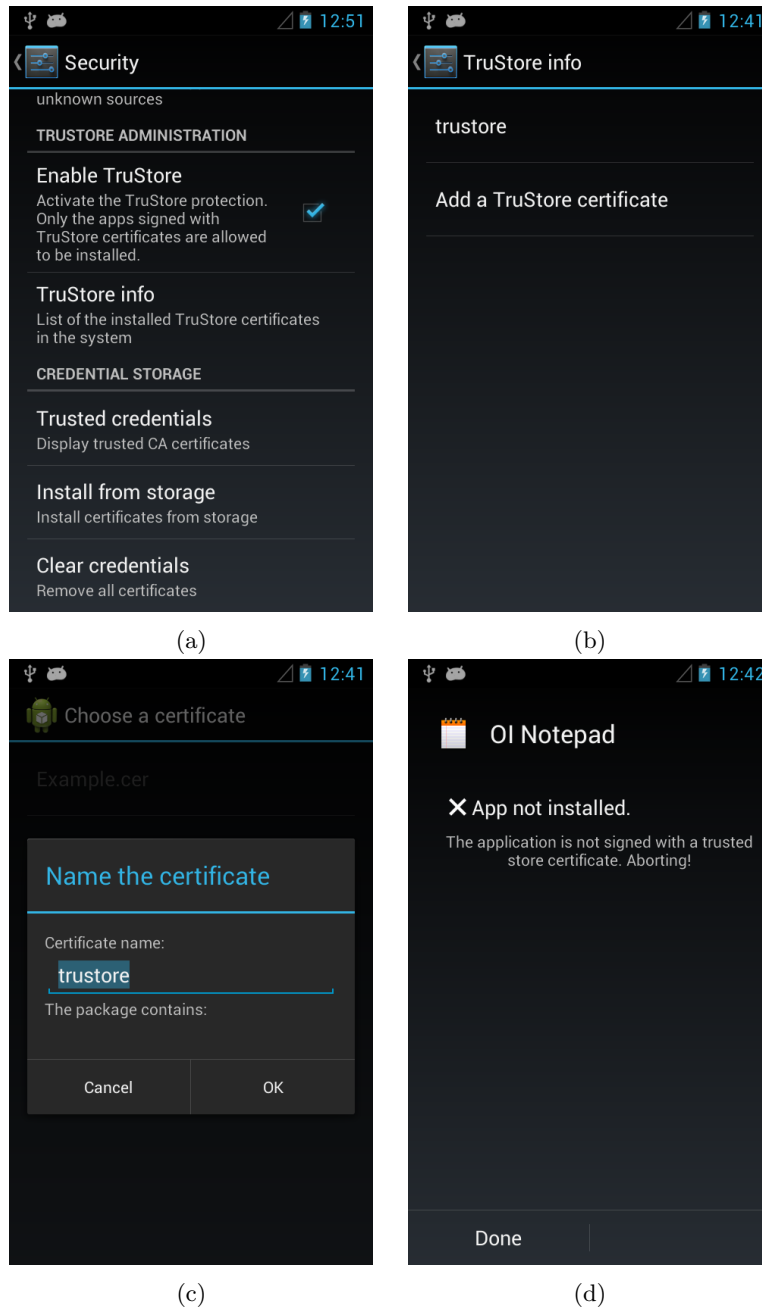 12:51
Security
unknown sources
TRUSTORE ADMINISTRATION
Enable TruStore
Activate the TruStore protection.
Only the apps signed with
TruStore certificates are allowed
to be installed.
TruStore info
List of the installed TruStore certificates
in the system
CREDENTIAL STORAGE
Trusted credentials
Display trusted CA certificates
Install from storage
Install certificates from storage
Clear credentials
Remove all certificates
(a)
12:41
TruStore info
trustore
Add a TruStore certificate
(b)
12:41
Choose a certificate
Example.cer
Name the certificate
Certificate name:
trustore
The package contains:
Cancel
OK
(c)
12:42
OI Notepad
App not installed.
The application is not signed with a trusted
store certificate. Aborting!
Done
(d)